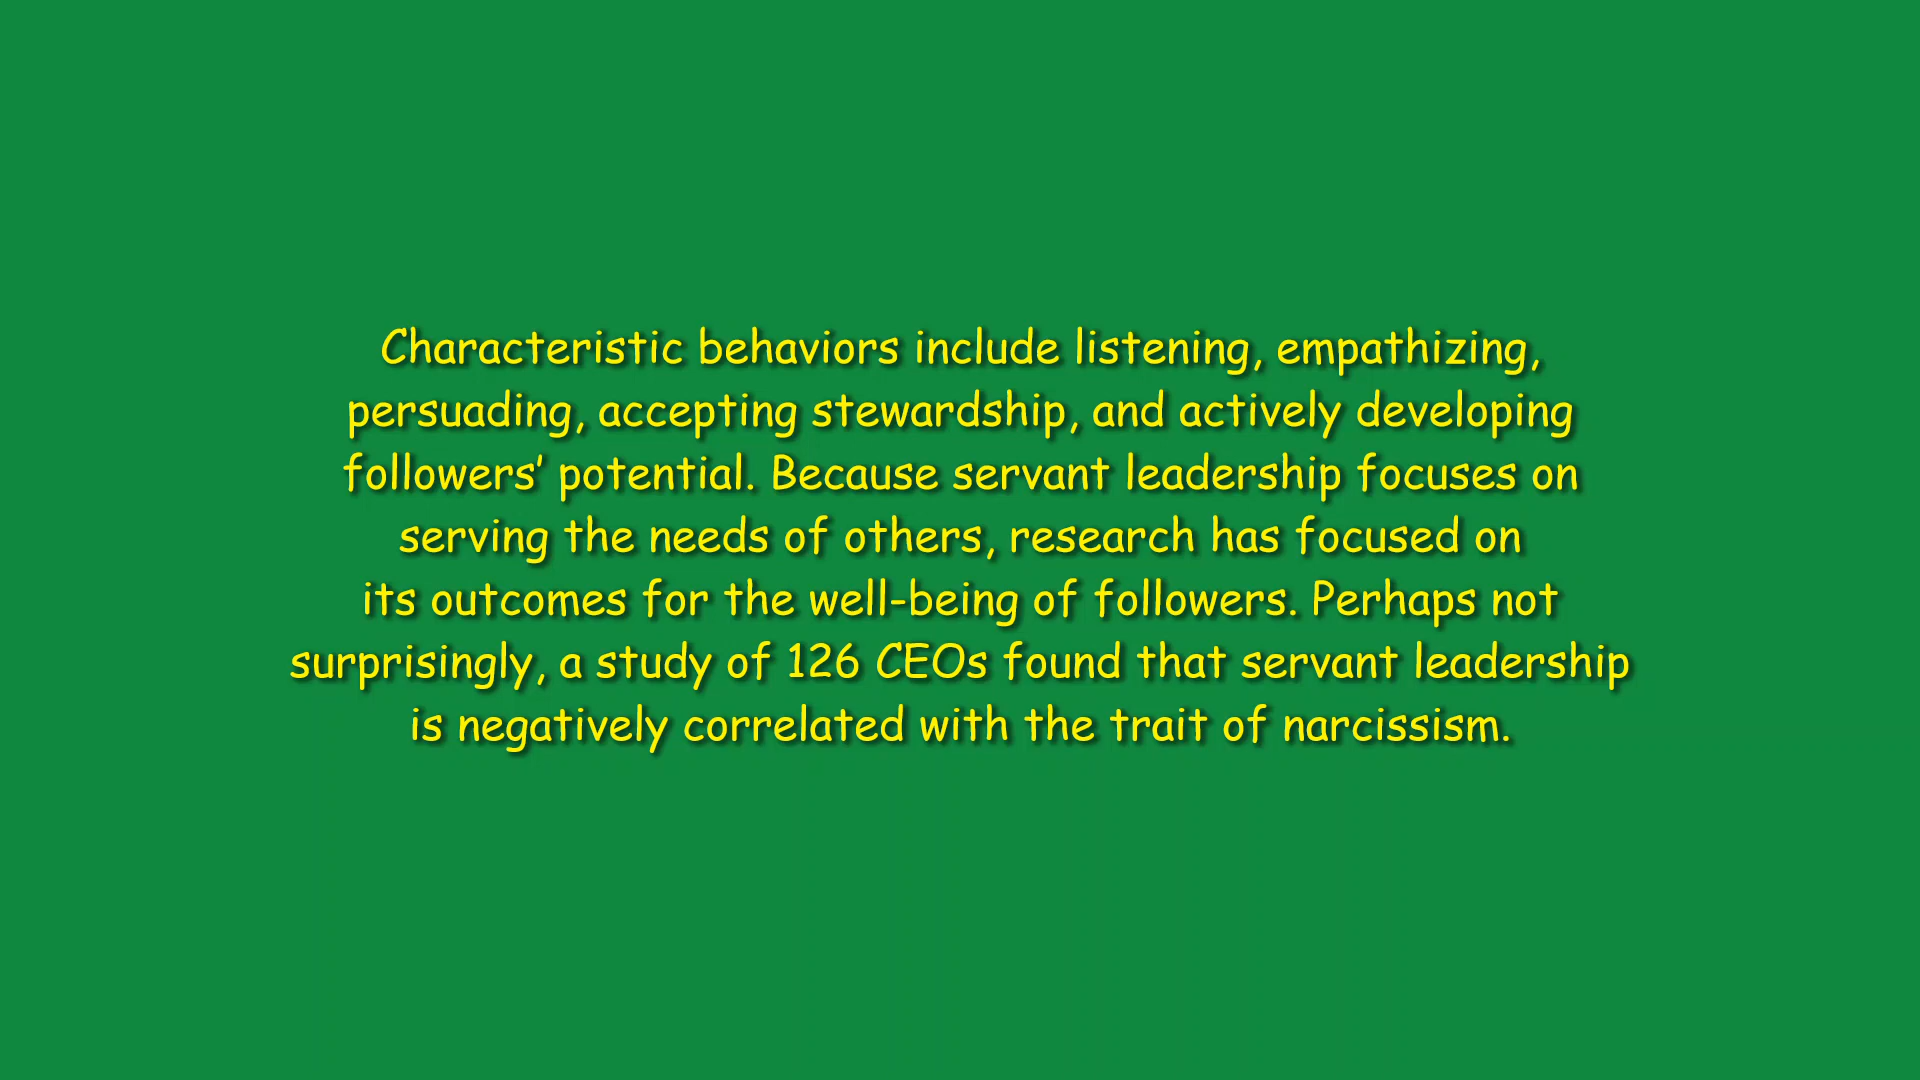 Characteristic behaviors include listening, empathizing,
persuading, accepting stewardship, and actively developing
followers’ potential. Because servant leadership focuses on
serving the needs of others, research has focused on
its outcomes for the well-being of followers. Perhaps not
surprisingly, a study of 126 CEOs found that servant leadership
is negatively correlated with the trait of narcissism.